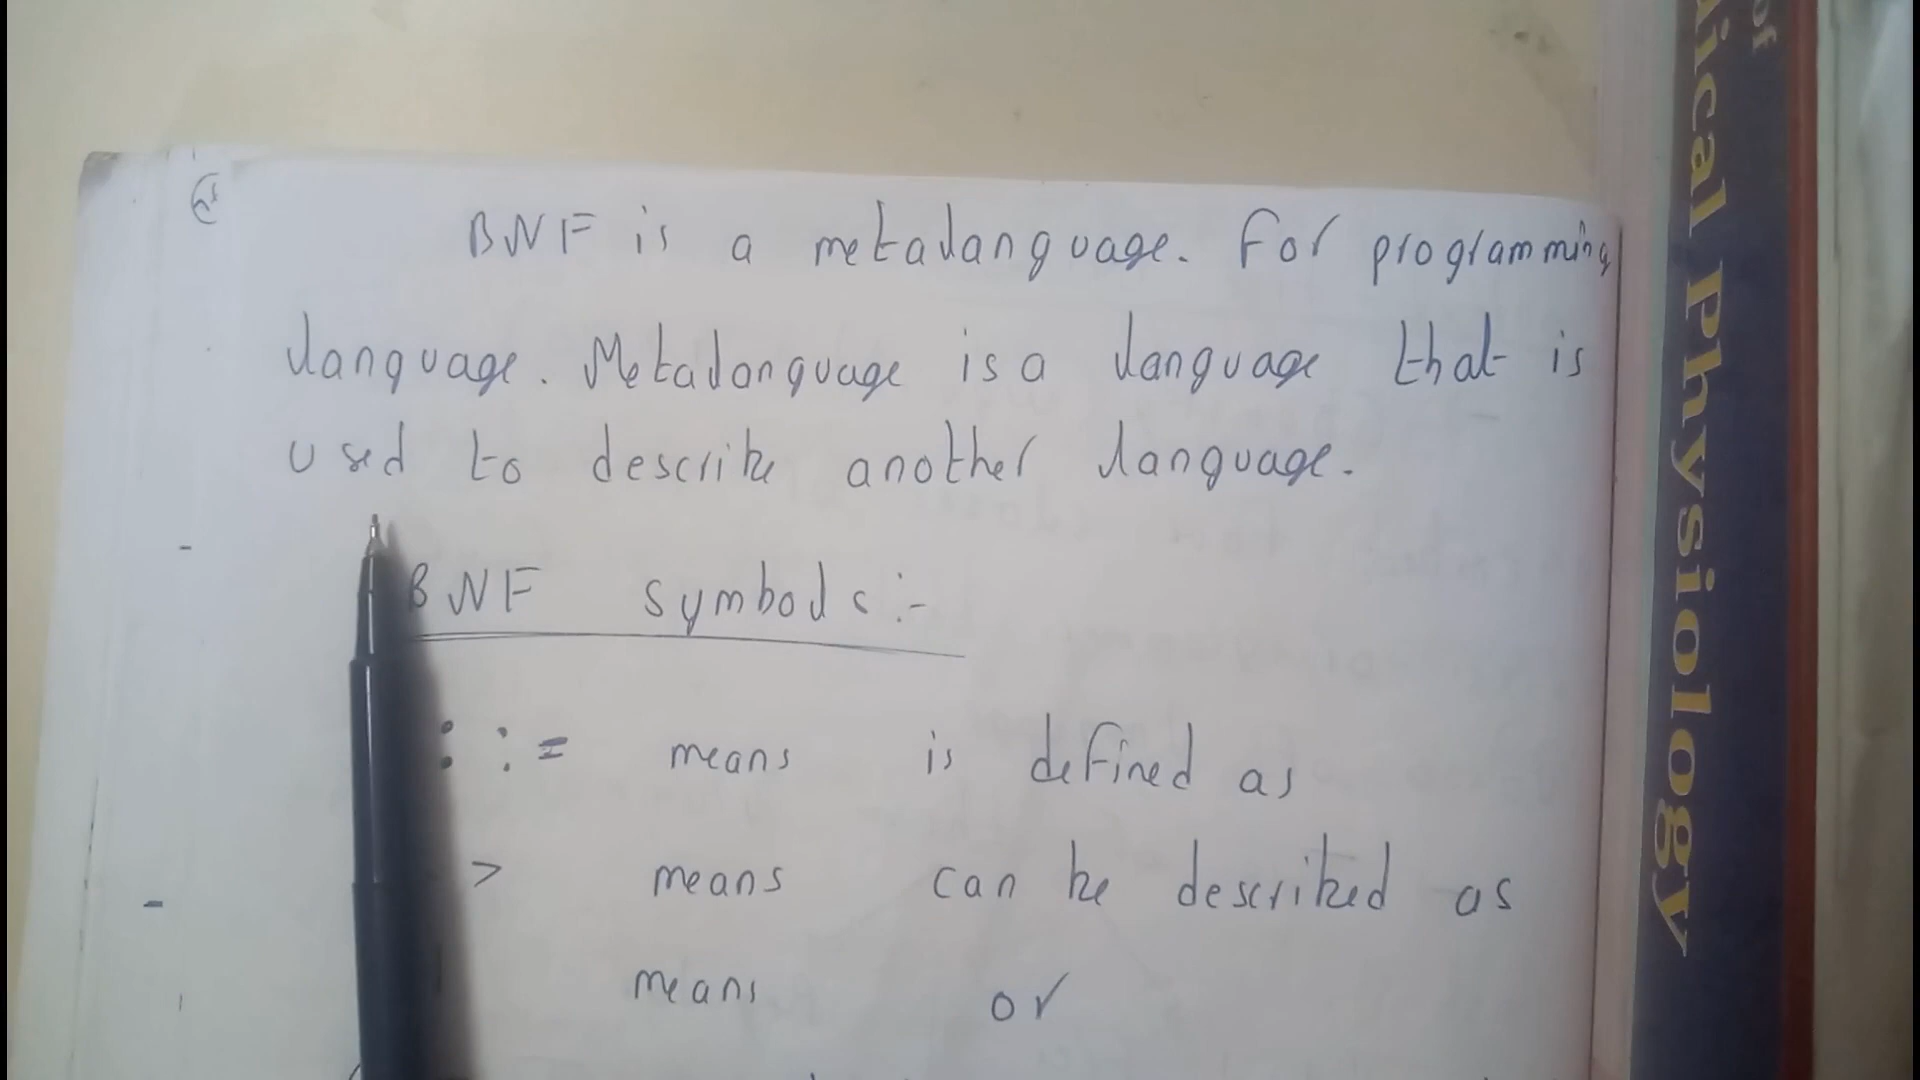 BNF is a metalanguage. For programming
language. Metalanguage is a language that is
used to describe another language.
BNF symbols :-
: := means is defined as
> means can be described as
means or
of
ical Physiology